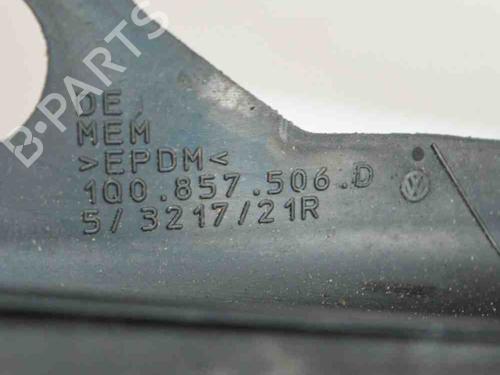 DE
MEM
>EPDM<
1Q0.857.506.D
5/ 3217/21R
B-PARTS